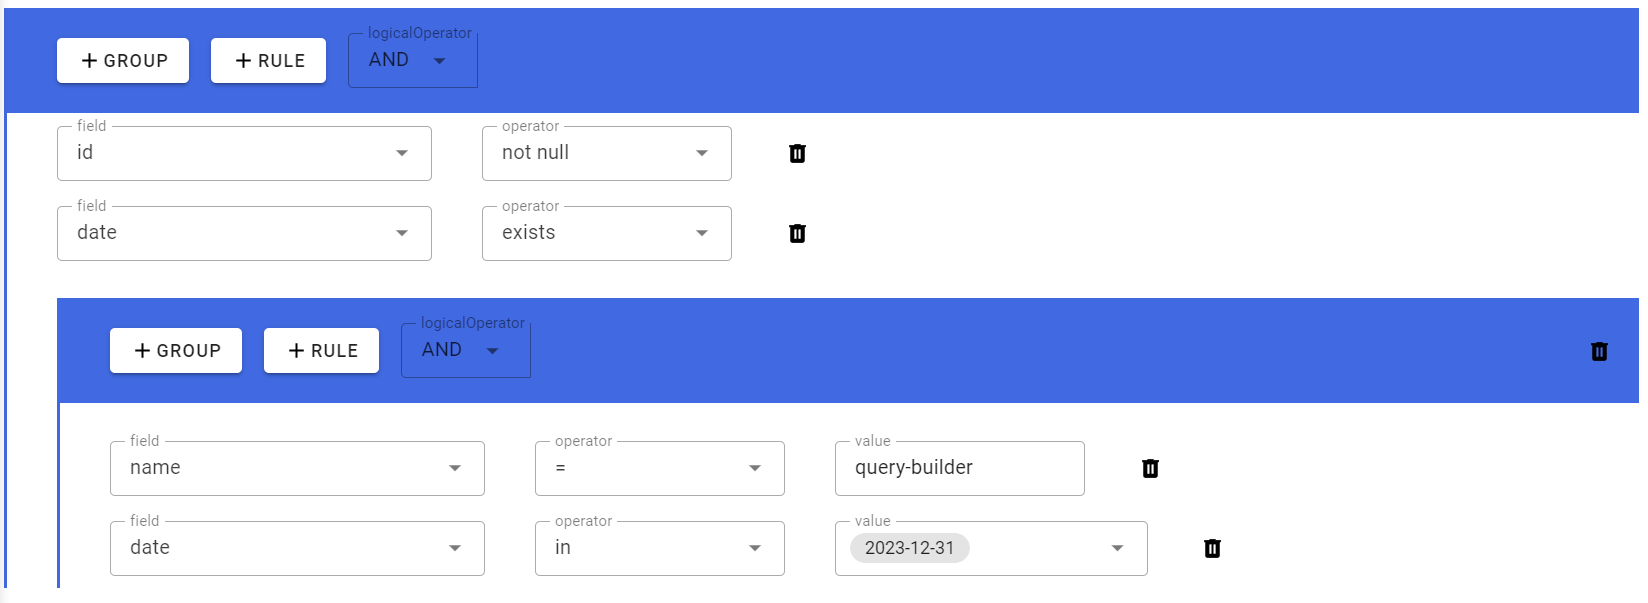 logicalOperator
+ GROUP + RULE AND
field operator
id not null
field operator
date exists
logicalOperator
+ GROUP + RULE AND
field operator value
name = query-builder
field operator value
date in 2023-12-31